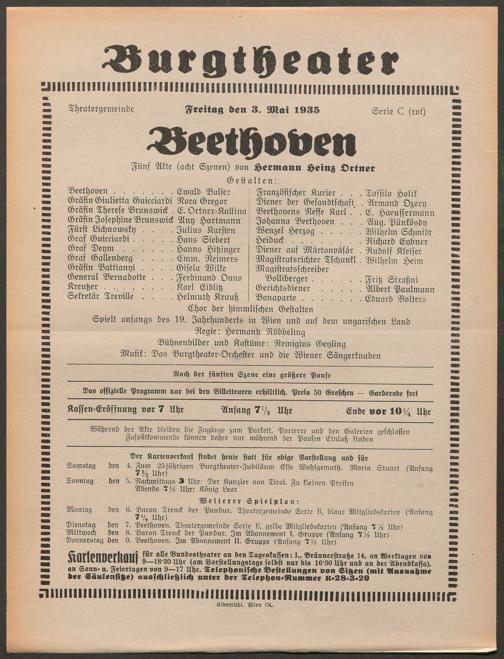 Burgtheater
Theatergemeinde Freitag den 3. Mai 1935 Serie C (rot)
Beethoven
Fünf Akte (acht Szenen) von Hermann Heinz Ortner
Gestalten:
Beethoven . . . . . . . . Ewald Balser
Gräfin Giulietta Guicciardi Nora Gregor
Gräfin Therese Brunswick . E. Ortner-Kallina
Gräfin Josephine Brunswick Any Hartmann
Fürst Lichnowsky . . . . . Julius Karsten
Graf Guicciardi . . . . . Hans Siebert
Graf Deym . . . . . . . Hanns Hitzinger
Graf Gallenberg . . . . . Emm. Reimers
Gräfin Battianyi . . . . . Gisela Wilke
General Bernadotte . . . . Ferdinand Onno
Kreutzer . . . . . . . . Karl Eidlitz
Sekretär Treville . . . . . Helmuth Krauß
Französischer Kurier . . . Tassilo Holik
Diener der Gesandtschaft . Armand Ozory
Beethovens Neffe Karl . . E. Haeussermann
Johanna Beethoven . . . Aug. Pünkösdy
Wenzel Herzog . . . . . Wilhelm Schmidt
Heiduck . . . . . . . . Richard Eybner
Diener auf Mártonvásár . Rudolf Kleiser
Magistratsrichter Tschunkl . Wilhelm Heim
Magistratsschreiber
Bolliberger . . . . . . Fritz Straßni
Gerichtsdiener . . . . . Albert Paulmann
Bonaparte . . . . . . . Eduard Volters
Chor der himmlischen Gestalten
Spielt anfangs des 19. Jahrhunderts in Wien und auf dem ungarischen Land
Regie: Hermann Röbbeling
Bühnenbilder und Kostüme: Remigius Geyling
Musik: Das Burgtheater-Orchester und die Wiener Sängerknaben
Nach der fünften Szene eine größere Pause
Das offizielle Programm nur bei den Billetteuren erhältlich. Preis 50 Groschen — Garderobe frei
Kassen-Eröffnung vor 7 Uhr Anfang 7½ Uhr Ende vor 10¼ Uhr
Während der Akte bleiben die Zugänge zum Parkett, Parterre und den Galerien geschlossen
Zuspätkommende können daher nur während der Pausen Einlaß finden
Der Kartenverkauf findet heute statt für obige Vorstellung und für
Samstag den 4. Zum 25jährigen Burgtheater-Jubiläum Else Wohlgemuth. Maria Stuart (Anfang
7½ Uhr)
Sonntag den 5. Nachmittags 3 Uhr: Der Kanzler von Tirol. Zu kleinen Preisen
Abends 7½ Uhr: König Lear
Weiterer Spielplan:
Montag den 6. Baron Trenck der Pandur. Theatergemeinde Serie B, blaue Mitgliedskarten (Anfang
7½ Uhr)
Dienstag den 7. Beethoven. Theatergemeinde Serie E, gelbe Mitgliedskarten (Anfang 7½ Uhr)
Mittwoch den 8. Baron Trenck der Pandur. Im Abonnement I. Gruppe (Anfang 7½ Uhr)
Donnerstag den 9. Beethoven. Im Abonnement II. Gruppe (Anfang 7½ Uhr)
Kartenverkauf für alle Bundestheater an den Tageskassen: I., Bräunerstraße 14, an Werktagen von
9—18·30 Uhr (am Vorstellungstage selbst nur bis 16·30 Uhr und an der Abendkassa),
an Sonn- u. Feiertagen von 9—17 Uhr. Telephonische Bestellungen von Sitzen (mit Ausnahme
der Säulensitze) ausschließlich unter der Telephon-Nummer R-28-3-20
Elbemühl, Wien IX.